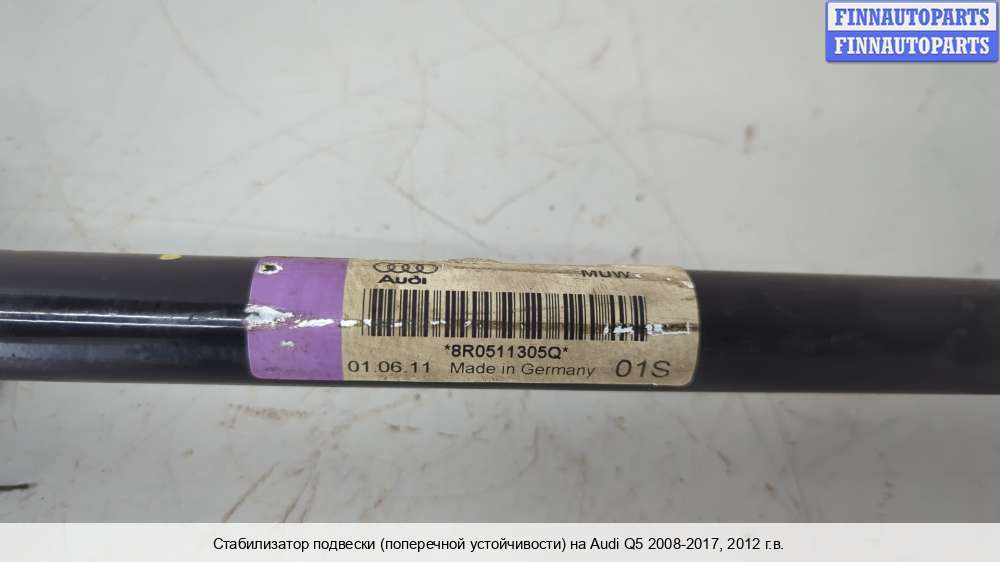 FINNAUTOPARTS
FINNAUTOPARTS
Audi MUW
*8R0511305Q*
01.06.11 Made in Germany 01S
Стабилизатор подвески (поперечной устойчивости) на Audi Q5 2008-2017, 2012 г.в.